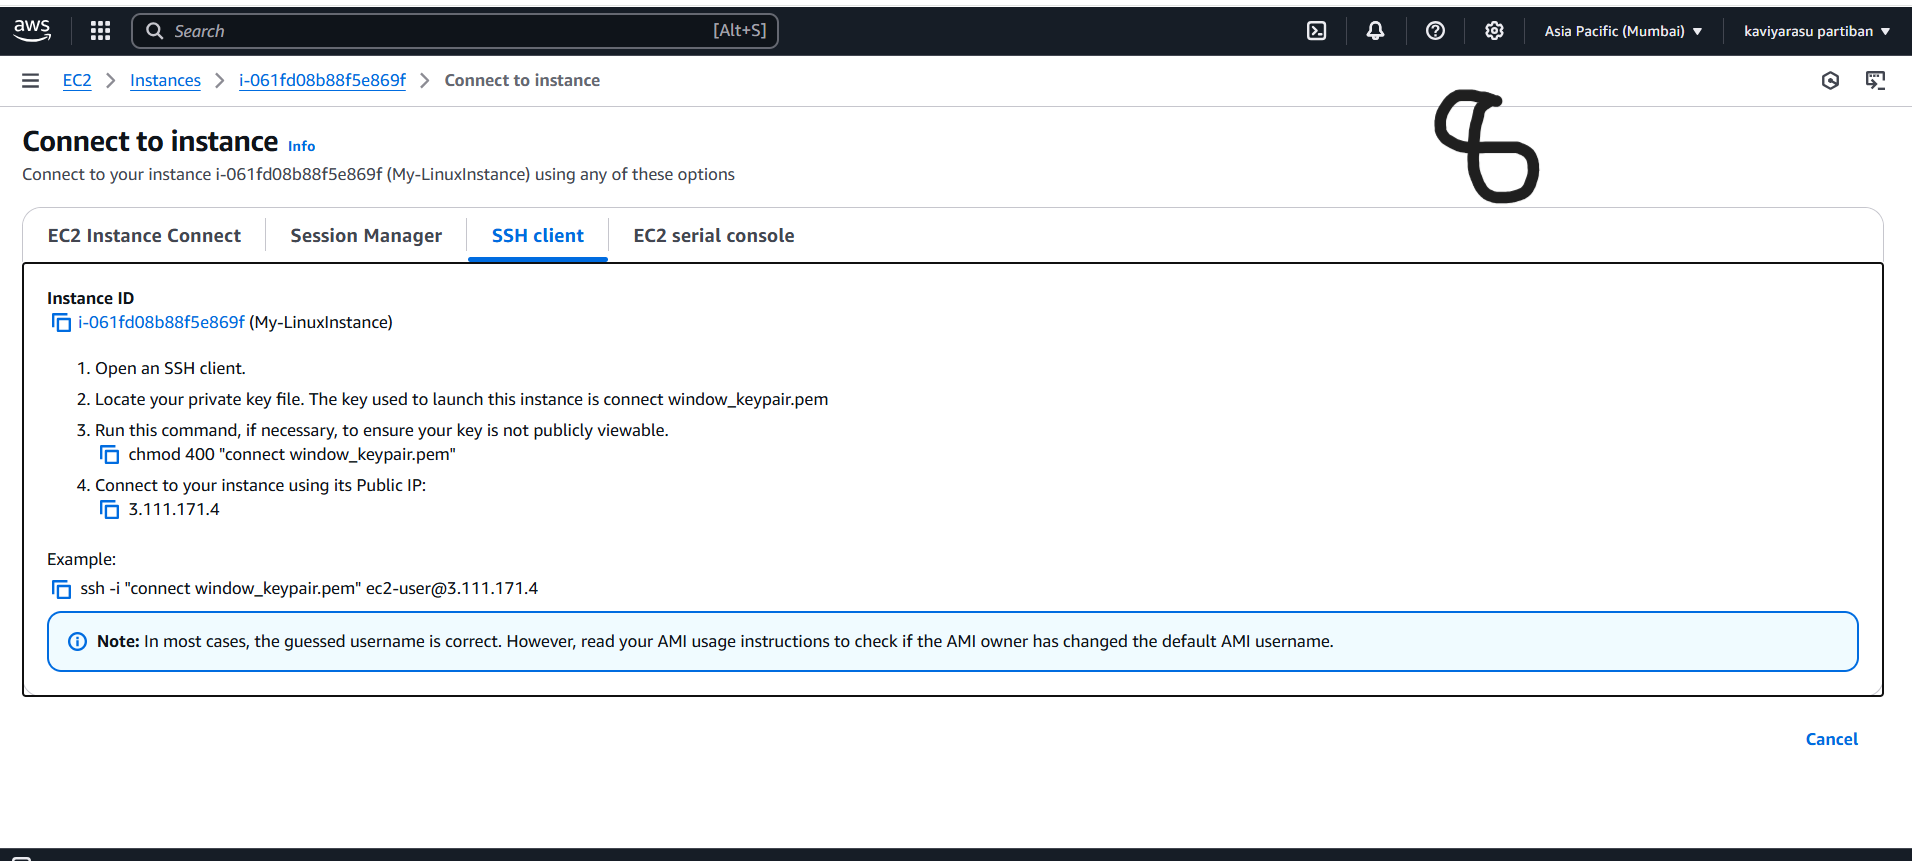 aws
Search [Alt+S]
Asia Pacific (Mumbai)
kaviyarasu partiban
EC2 > Instances > i-061fd08b88f5e869f > Connect to instance
8
Connect to instance Info
Connect to your instance i-061fd08b88f5e869f (My-LinuxInstance) using any of these options
EC2 Instance Connect
Session Manager
SSH client
EC2 serial console
Instance ID
i-061fd08b88f5e869f (My-LinuxInstance)
1. Open an SSH client.
2. Locate your private key file. The key used to launch this instance is connect window_keypair.pem
3. Run this command, if necessary, to ensure your key is not publicly viewable.
chmod 400 "connect window_keypair.pem"
4. Connect to your instance using its Public IP:
3.111.171.4
Example:
ssh -i "connect window_keypair.pem" ec2-user@3.111.171.4
Note: In most cases, the guessed username is correct. However, read your AMI usage instructions to check if the AMI owner has changed the default AMI username.
Cancel